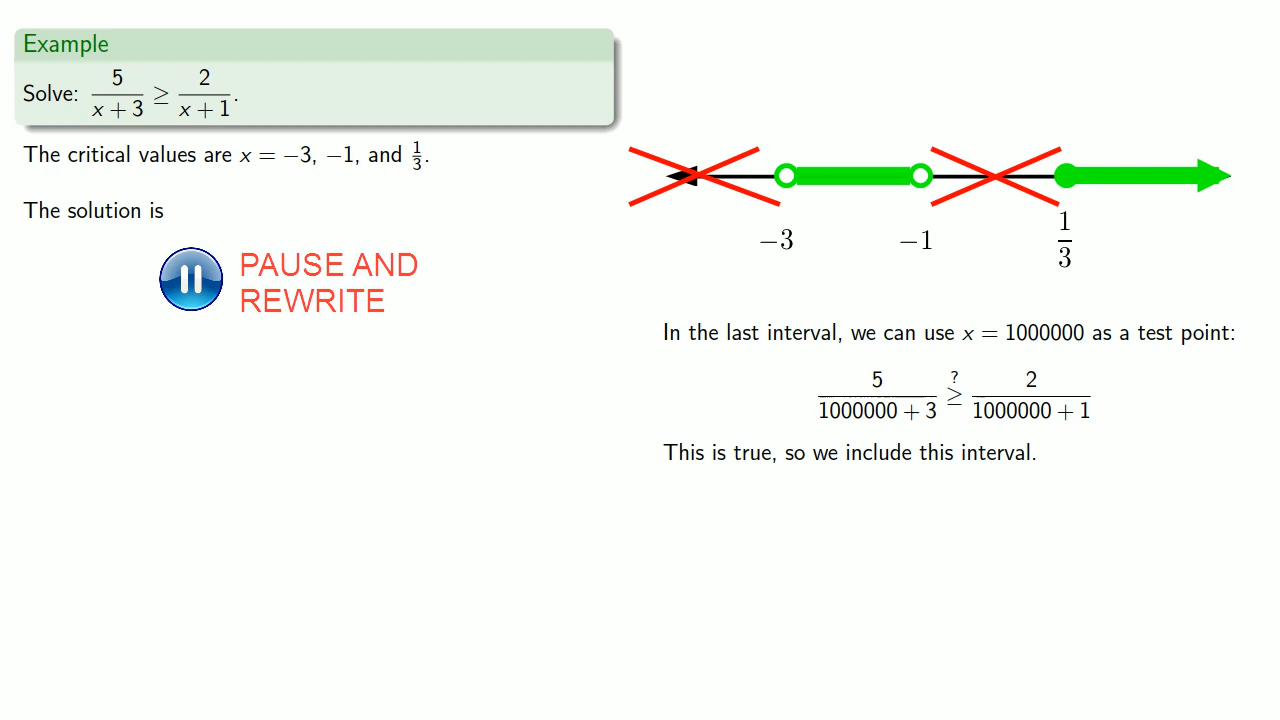 Example
Solve: 5/(x + 3) ≥ 2/(x + 1).
The critical values are x = −3, −1, and 1/3.
The solution is
PAUSE AND
REWRITE
−3 −1 1/3
In the last interval, we can use x = 1000000 as a test point:
5/(1000000 + 3) ≥? 2/(1000000 + 1)
This is true, so we include this interval.